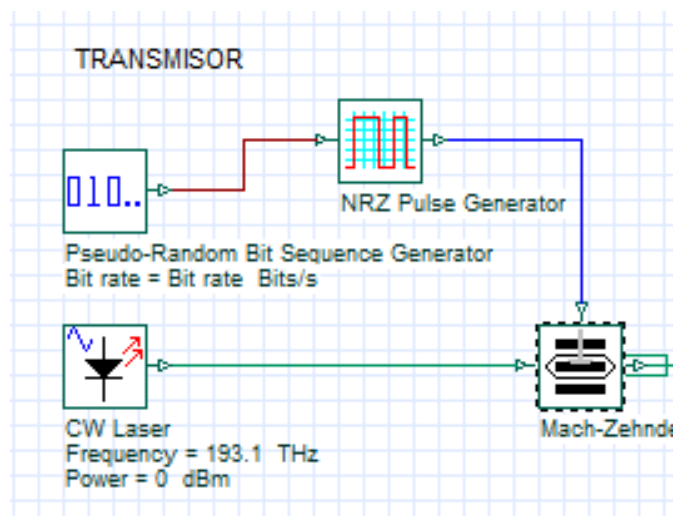 TRANSMISOR
NRZ Pulse Generator
010..
Pseudo-Random Bit Sequence Generator
Bit rate = Bit rate Bits/s
CW Laser
Frequency = 193.1 THz
Power = 0 dBm
Mach-Zehnde